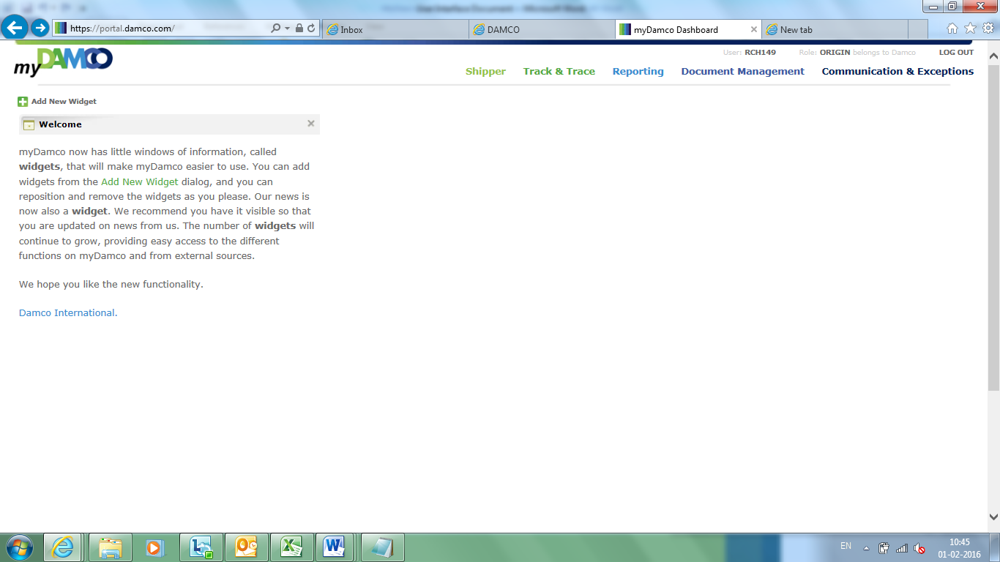 User Interface Document - Microsoft Word
https://portal.damco.com/
Inbox
DAMCO
myDamco Dashboard
New tab
myDAMCO
User: RCH149
Role: ORIGIN belongs to Damco
LOG OUT
Shipper
Track & Trace
Reporting
Document Management
Communication & Exceptions
Add New Widget
Welcome
myDamco now has little windows of information, called
widgets, that will make myDamco easier to use. You can add
widgets from the Add New Widget dialog, and you can
reposition and remove the widgets as you please. Our news is
now also a widget. We recommend you have it visible so that
you are updated on news from us. The number of widgets will
continue to grow, providing easy access to the different
functions on myDamco and from external sources.
We hope you like the new functionality.
Damco International.
EN
10:45
01-02-2016